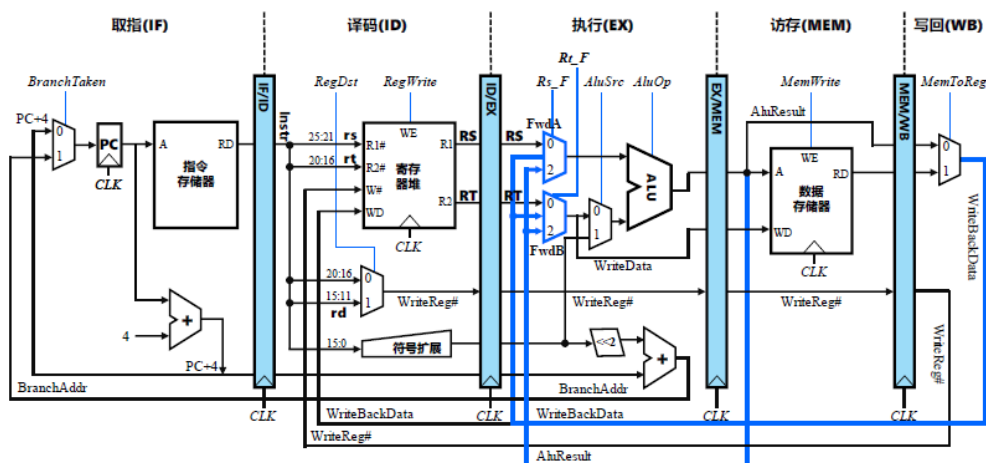 取指(IF)
译码(ID)
执行(EX)
访存(MEM)
写回(WB)
BranchTaken
RegDst
RegWrite
Rt_F
Rs_F
AluSrc
AluOp
MemWrite
MemToReg
PC+4
0
1
PC
CLK
A
RD
指令
存储器
4
+
PC+4
BranchAddr
IF/ID
CLK
Instr
25:21
rs
20:16
rt
WE
R1#
R2#
W#
WD
R1
R2
寄存
器堆
CLK
20:16
15:11
rd
0
1
WriteReg#
15:0
符号扩展
WriteBackData
WriteReg#
RS
RT
ID/EX
CLK
RS
RT
FwdA
0
2
0
2
FwdB
0
1
ALU
WriteData
WriteReg#
<<2
+
BranchAddr
WriteBackData
AluResult
EX/MEM
CLK
AluResult
WE
A
RD
数据
存储器
WD
CLK
WriteReg#
MEM/WB
CLK
0
1
WriteBackData
WriteReg#